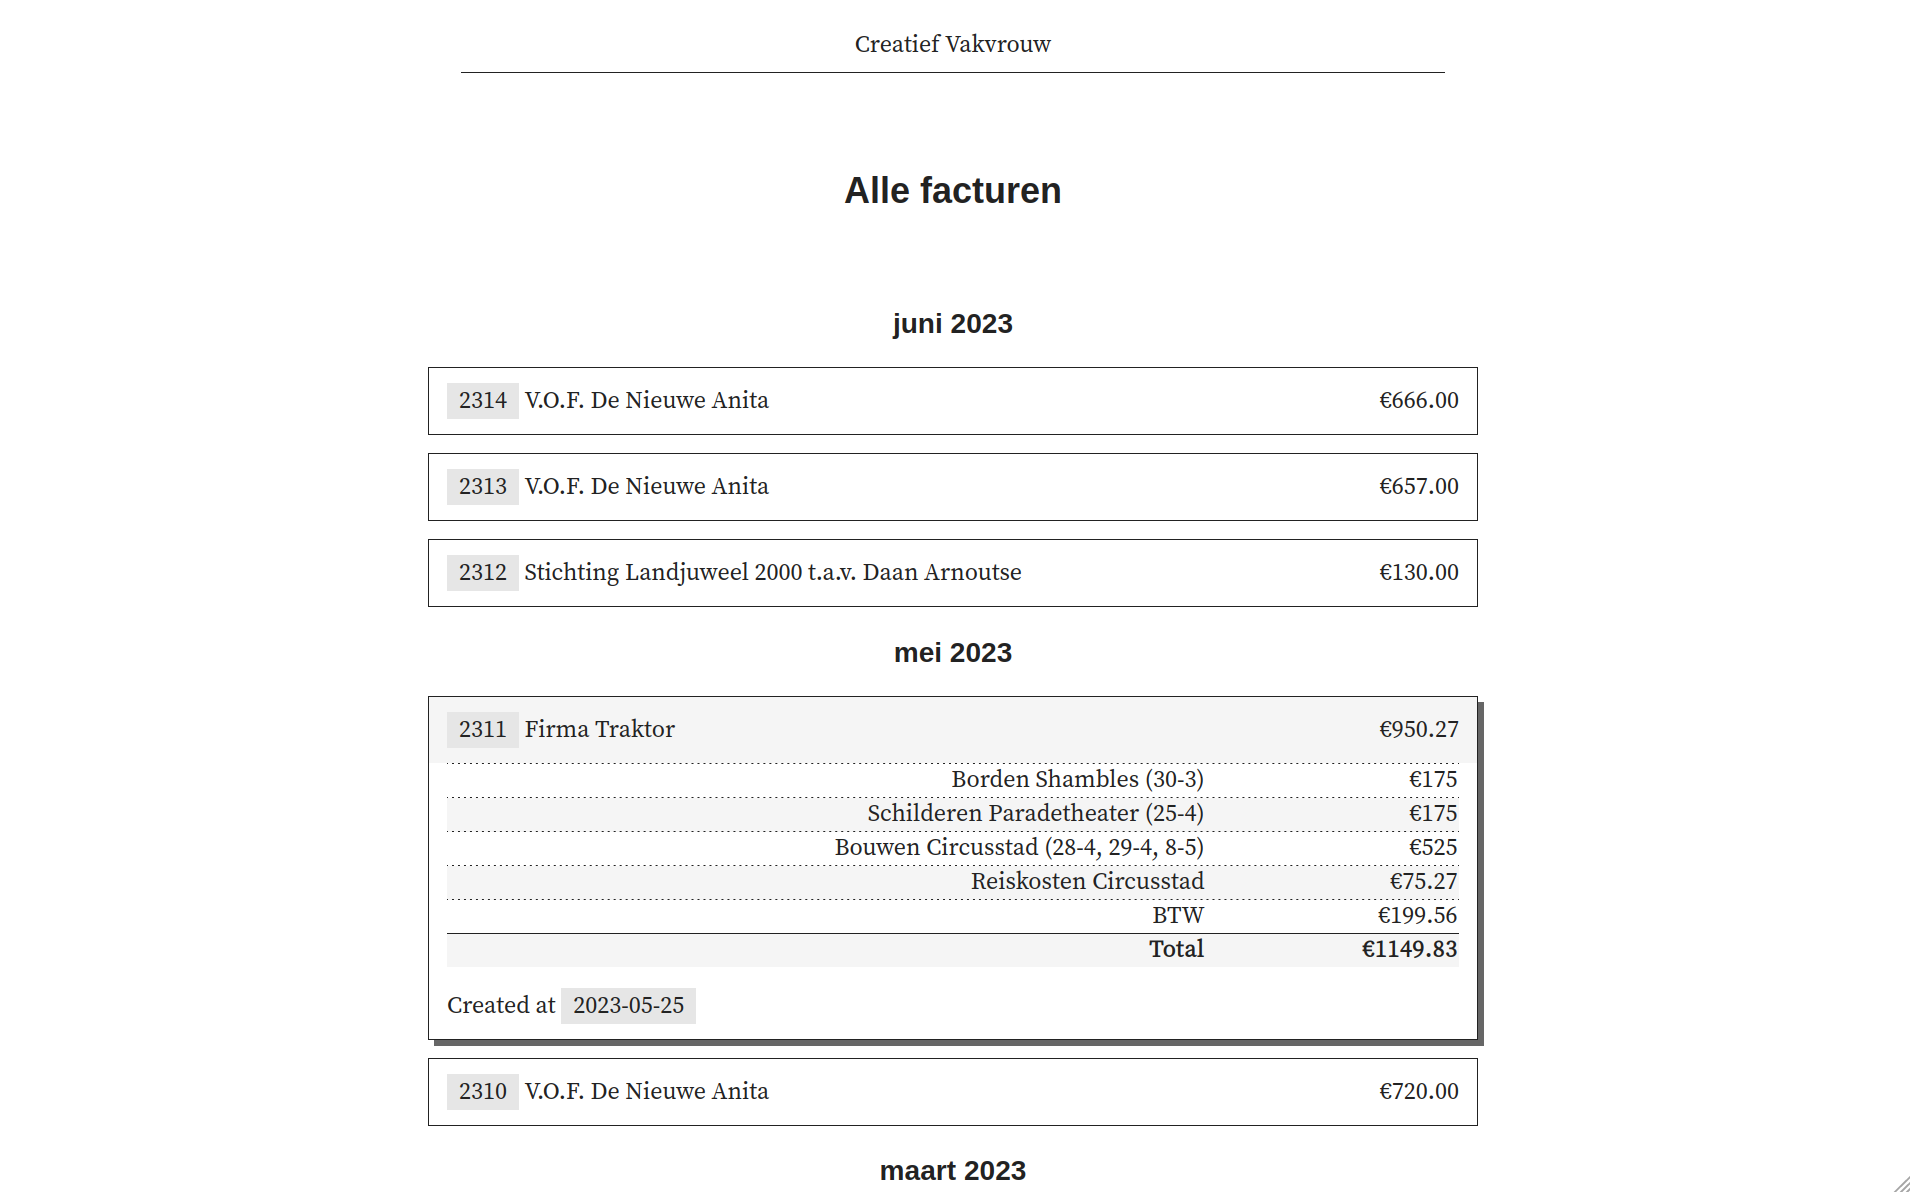 Creatief Vakvrouw
Alle facturen
juni 2023
2314 V.O.F. De Nieuwe Anita €666.00
2313 V.O.F. De Nieuwe Anita €657.00
2312 Stichting Landjuweel 2000 t.a.v. Daan Arnoutse €130.00
mei 2023
2311 Firma Traktor €950.27
Borden Shambles (30-3) €175
Schilderen Paradetheater (25-4) €175
Bouwen Circusstad (28-4, 29-4, 8-5) €525
Reiskosten Circusstad €75.27
BTW €199.56
Total €1149.83
Created at 2023-05-25
2310 V.O.F. De Nieuwe Anita €720.00
maart 2023